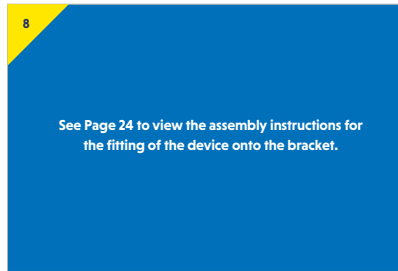 8
See Page 24 to view the assembly instructions for
the fitting of the device onto the bracket.